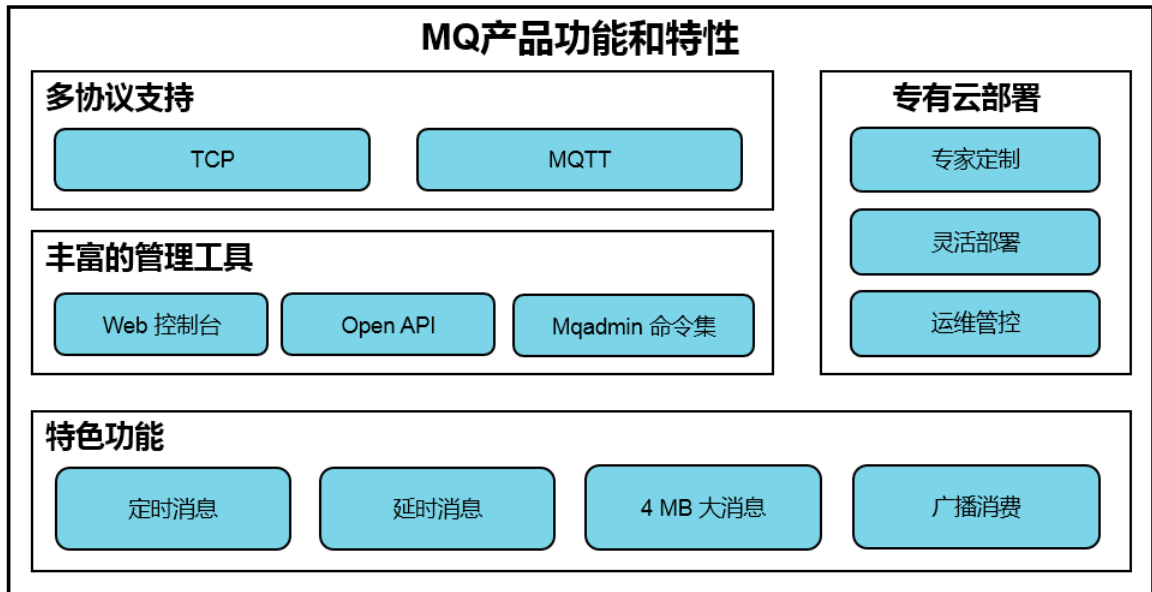 MQ产品功能和特性
多协议支持
TCP
MQTT
丰富的管理工具
Web 控制台
Open API
Mqadmin 命令集
专有云部署
专家定制
灵活部署
运维管控
特色功能
定时消息
延时消息
4 MB 大消息
广播消费